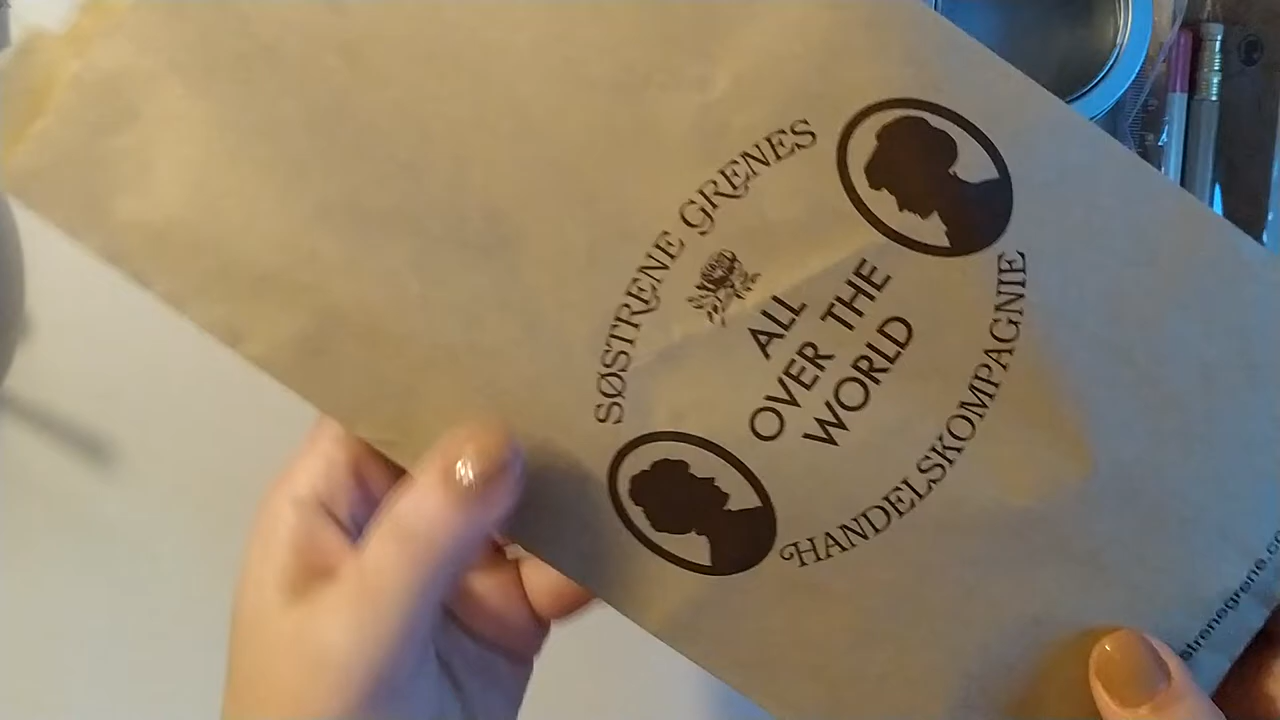 SØSTRENE GRENES
ALL
OVER THE
WORLD
HANDELSKOMPAGNIE